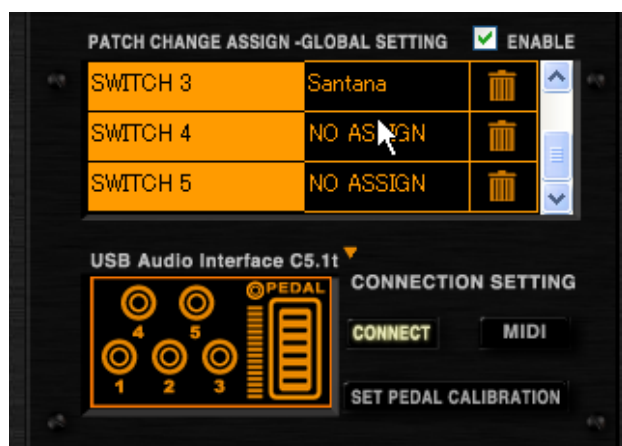 PATCH CHANGE ASSIGN -GLOBAL SETTING ENABLE
SWITCH 3 Santana
SWITCH 4 NO ASSIGN
SWITCH 5 NO ASSIGN
USB Audio Interface C5.1t
CONNECTION SETTING
PEDAL
4 5
CONNECT MIDI
1 2 3
SET PEDAL CALIBRATION